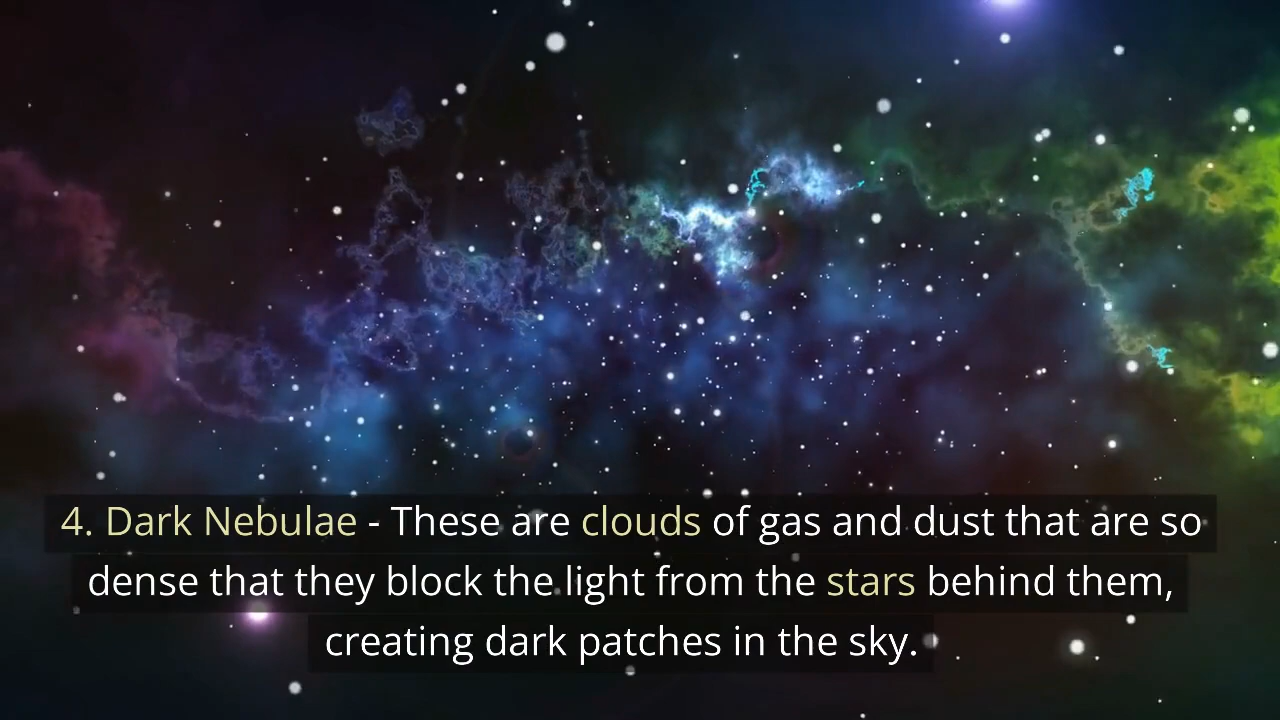 4. Dark Nebulae - These are clouds of gas and dust that are so
dense that they block the light from the stars behind them,
creating dark patches in the sky.